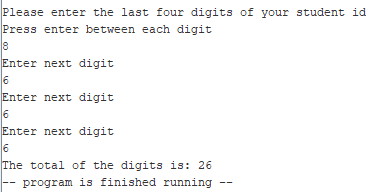 Please enter the last four digits of your student id
Press enter between each digit
8
Enter next digit
6
Enter next digit
6
Enter next digit
6
The total of the digits is: 26
-- program is finished running --